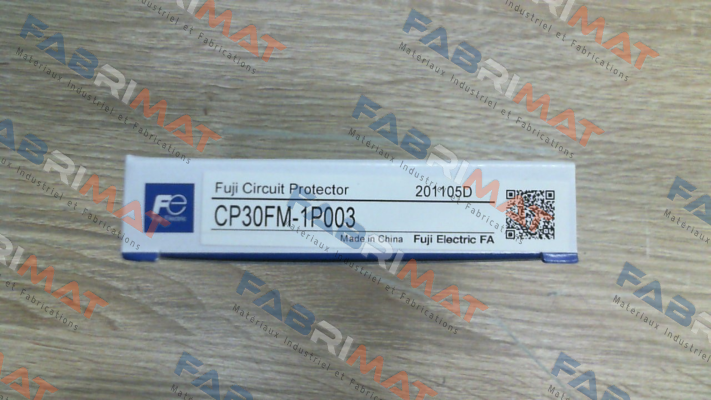 FABRIMAT
Materiaux Industriel et Fabrications
Fuji Circuit Protector 201105D
Fe
CP30FM-1P003
Made in China Fuji Electric FA